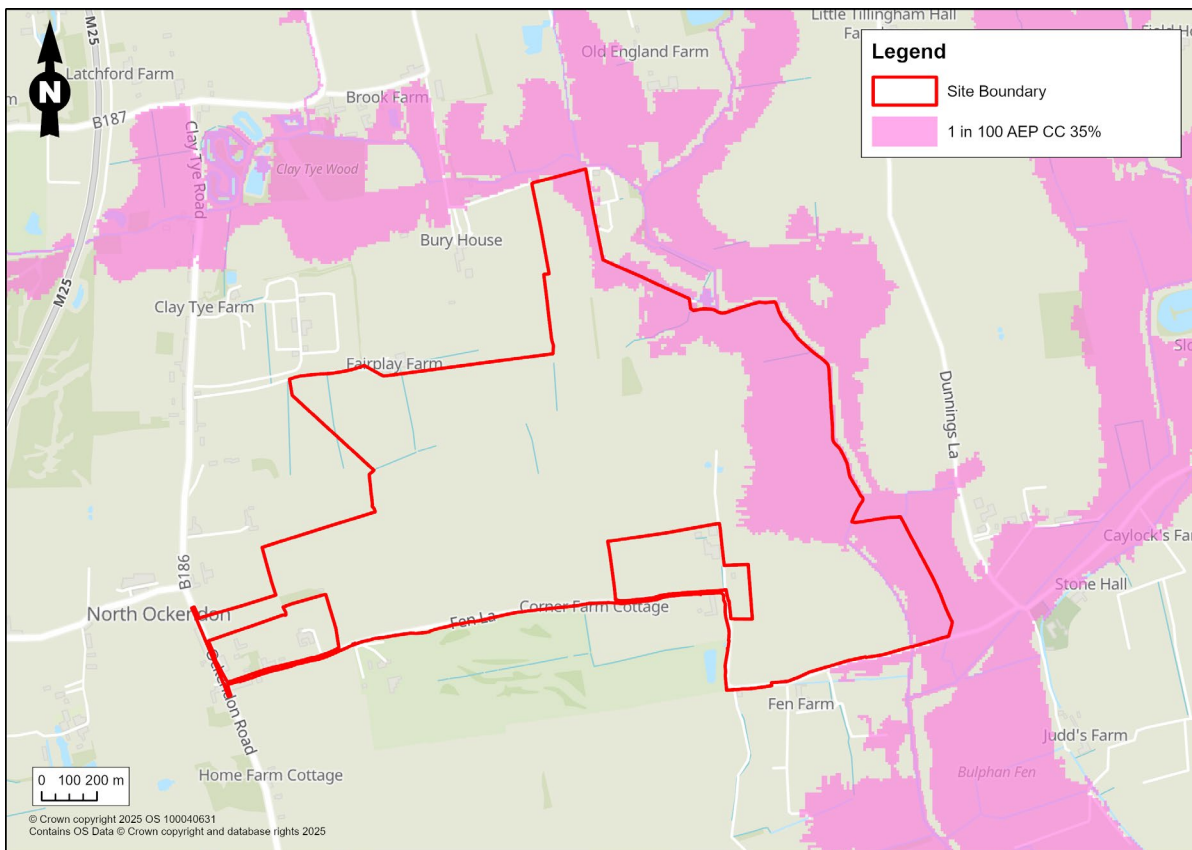 M25
Latchford Farm
N
B187
Brook Farm
Old England Farm
Little Tillingham Hall
Legend
Site Boundary
1 in 100 AEP CC 35%
Clay Tye Road
Clay Tye Wood
Bury House
M25
Clay Tye Farm
Fairplay Farm
Dunnings La
Caylock's Fa
B186
Stone Hall
North Ockendon
Corner Farm Cottage
Fen La
Ockendon Road
Fen Farm
Judd's Farm
Home Farm Cottage
Bulphan Fen
0 100 200 m
© Crown copyright 2025 OS 100040631
Contains OS Data © Crown copyright and database rights 2025